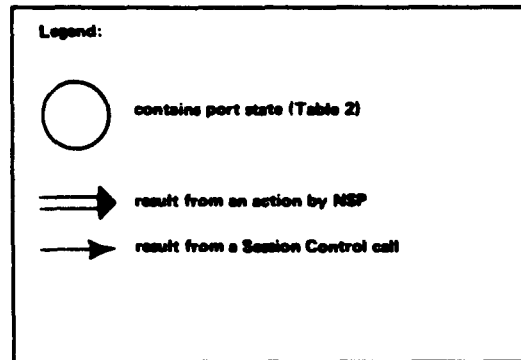 Legend:
contains port state (Table 2)
result from an action by NSP
result from a Session Control call